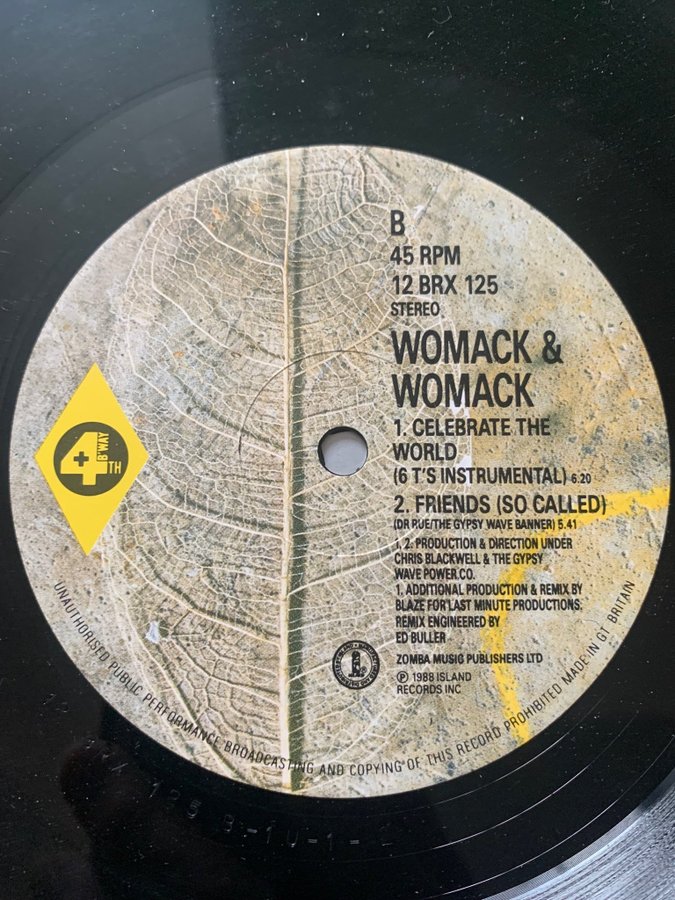 B
45 RPM
12 BRX 125
STEREO
WOMACK &
WOMACK
1. CELEBRATE THE
WORLD
(6 T'S INSTRUMENTAL) 6.20
2. FRIENDS (SO CALLED)
(DR RUE/THE GYPSY WAVE BANNER) 5.41
1, 2. PRODUCTION & DIRECTION UNDER
CHRIS BLACKWELL & THE GYPSY
WAVE POWER.CO.
1. ADDITIONAL PRODUCTION & REMIX BY
BLAZE FOR LAST MINUTE PRODUCTIONS.
REMIX ENGINEERED BY
ED BULLER
ZOMBA MUSIC PUBLISHERS LTD
℗ 1988 ISLAND
RECORDS INC
4TH + B'WAY
UNAUTHORISED PUBLIC PERFORMANCE BROADCASTING AND COPYING OF THIS RECORD PROHIBITED MADE IN GT. BRITAIN
125 B-1U-1-